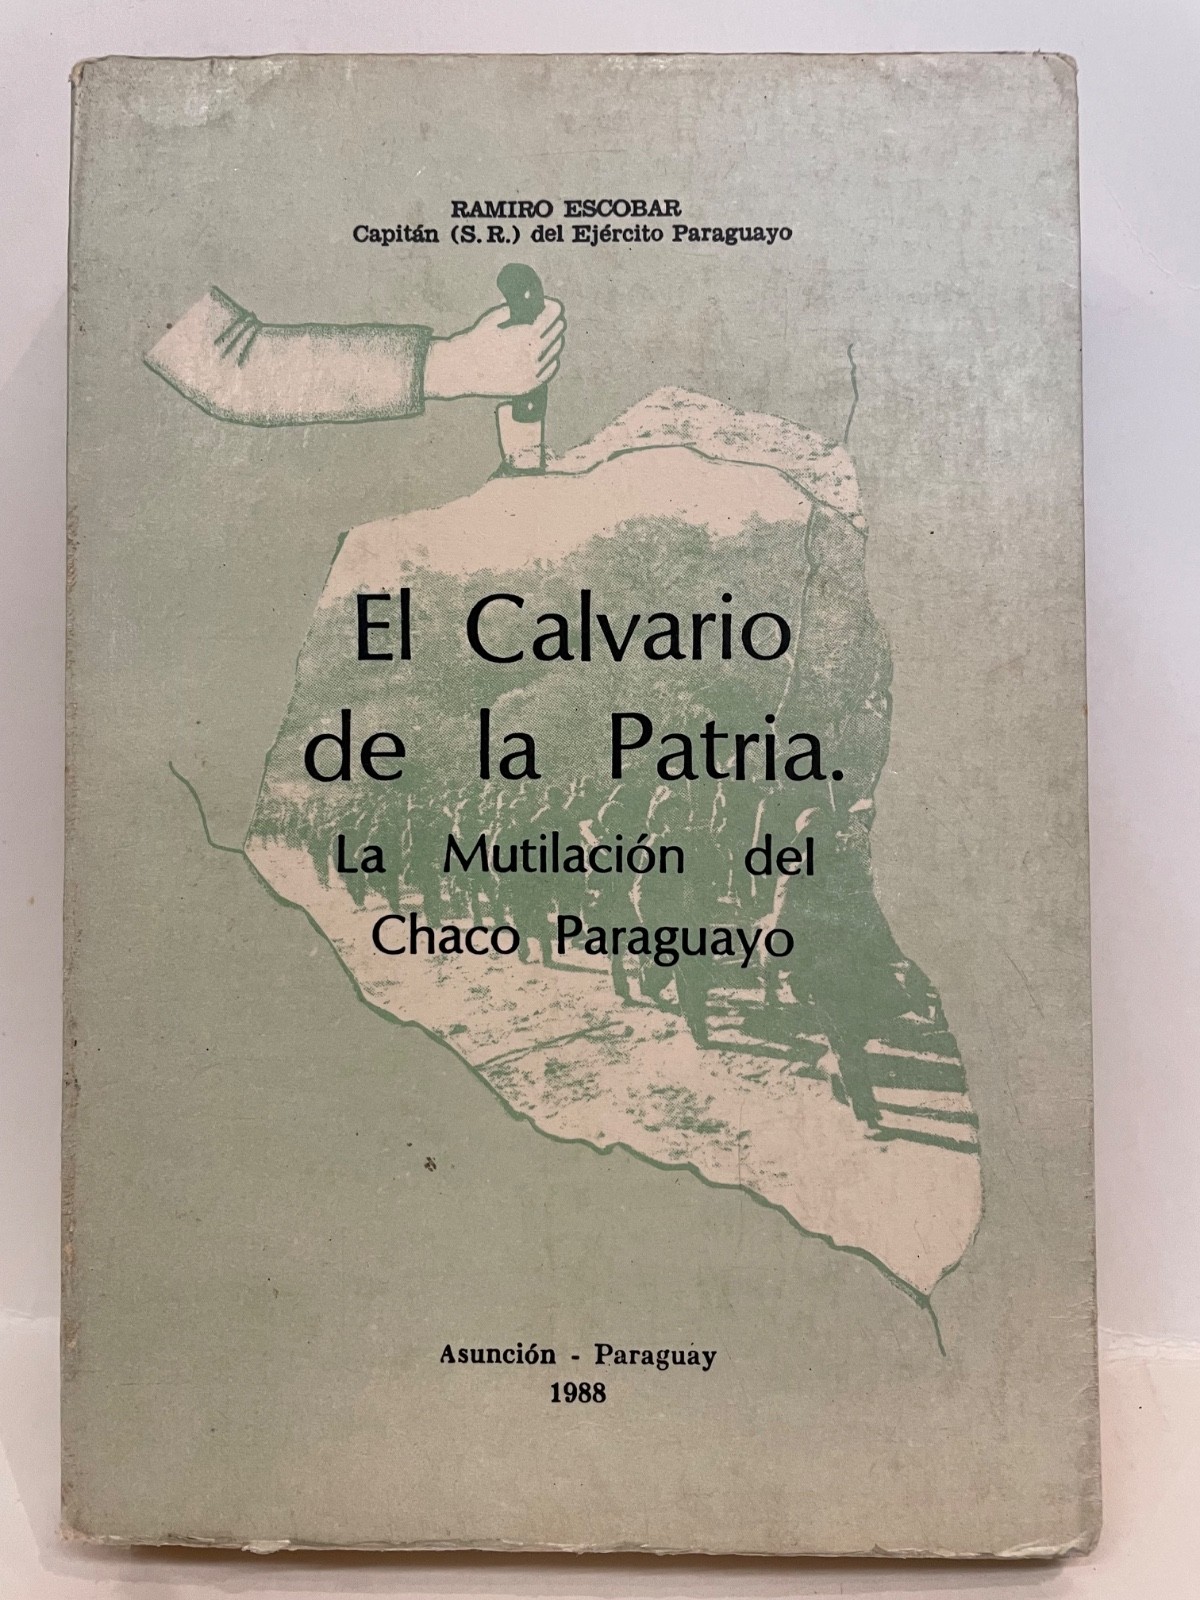 RAMIRO ESCOBAR
Capitán (S.R.) del Ejército Paraguayo
El Calvario
de la Patria.
La Mutilación del
Chaco Paraguayo
Asunción - Paraguay
1988